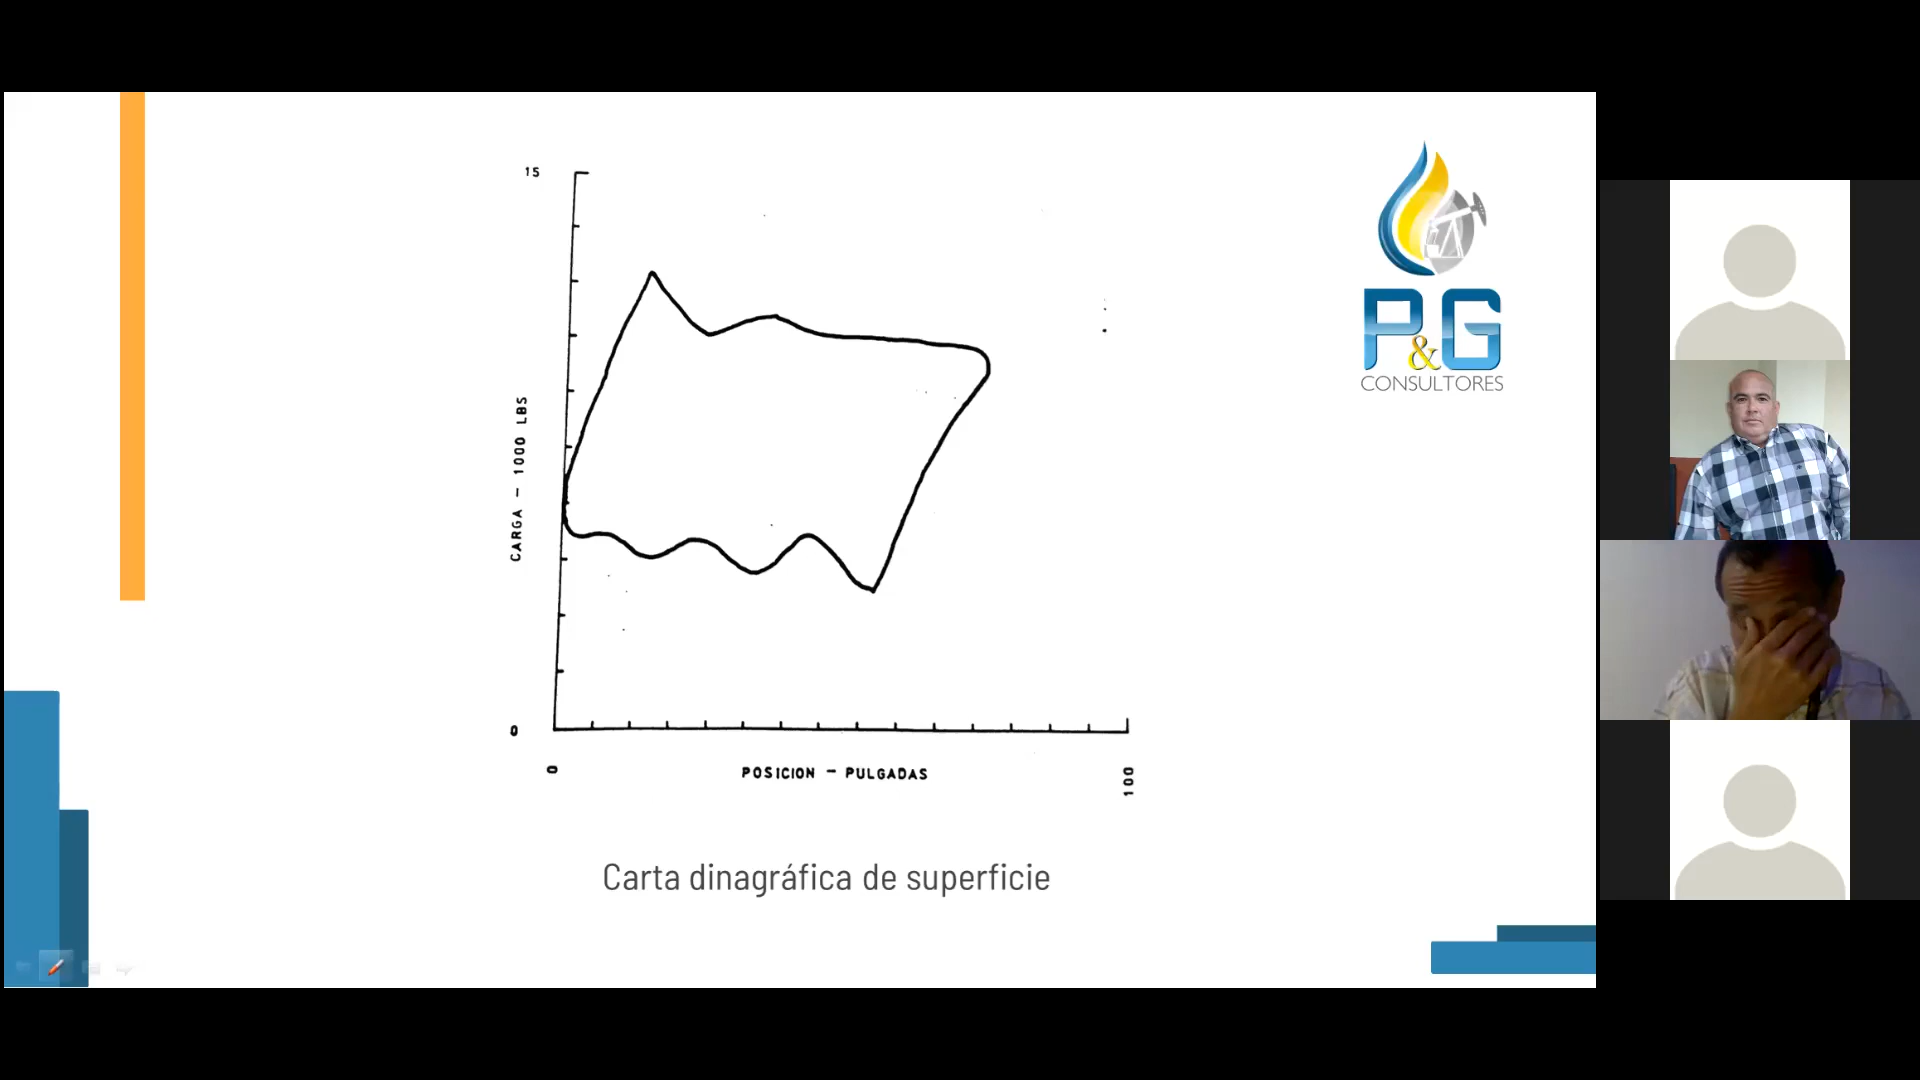 15
CARGA - 1000 LBS
0
0
POSICION - PULGADAS
100
Carta dinagráfica de superficie
P&G
CONSULTORES